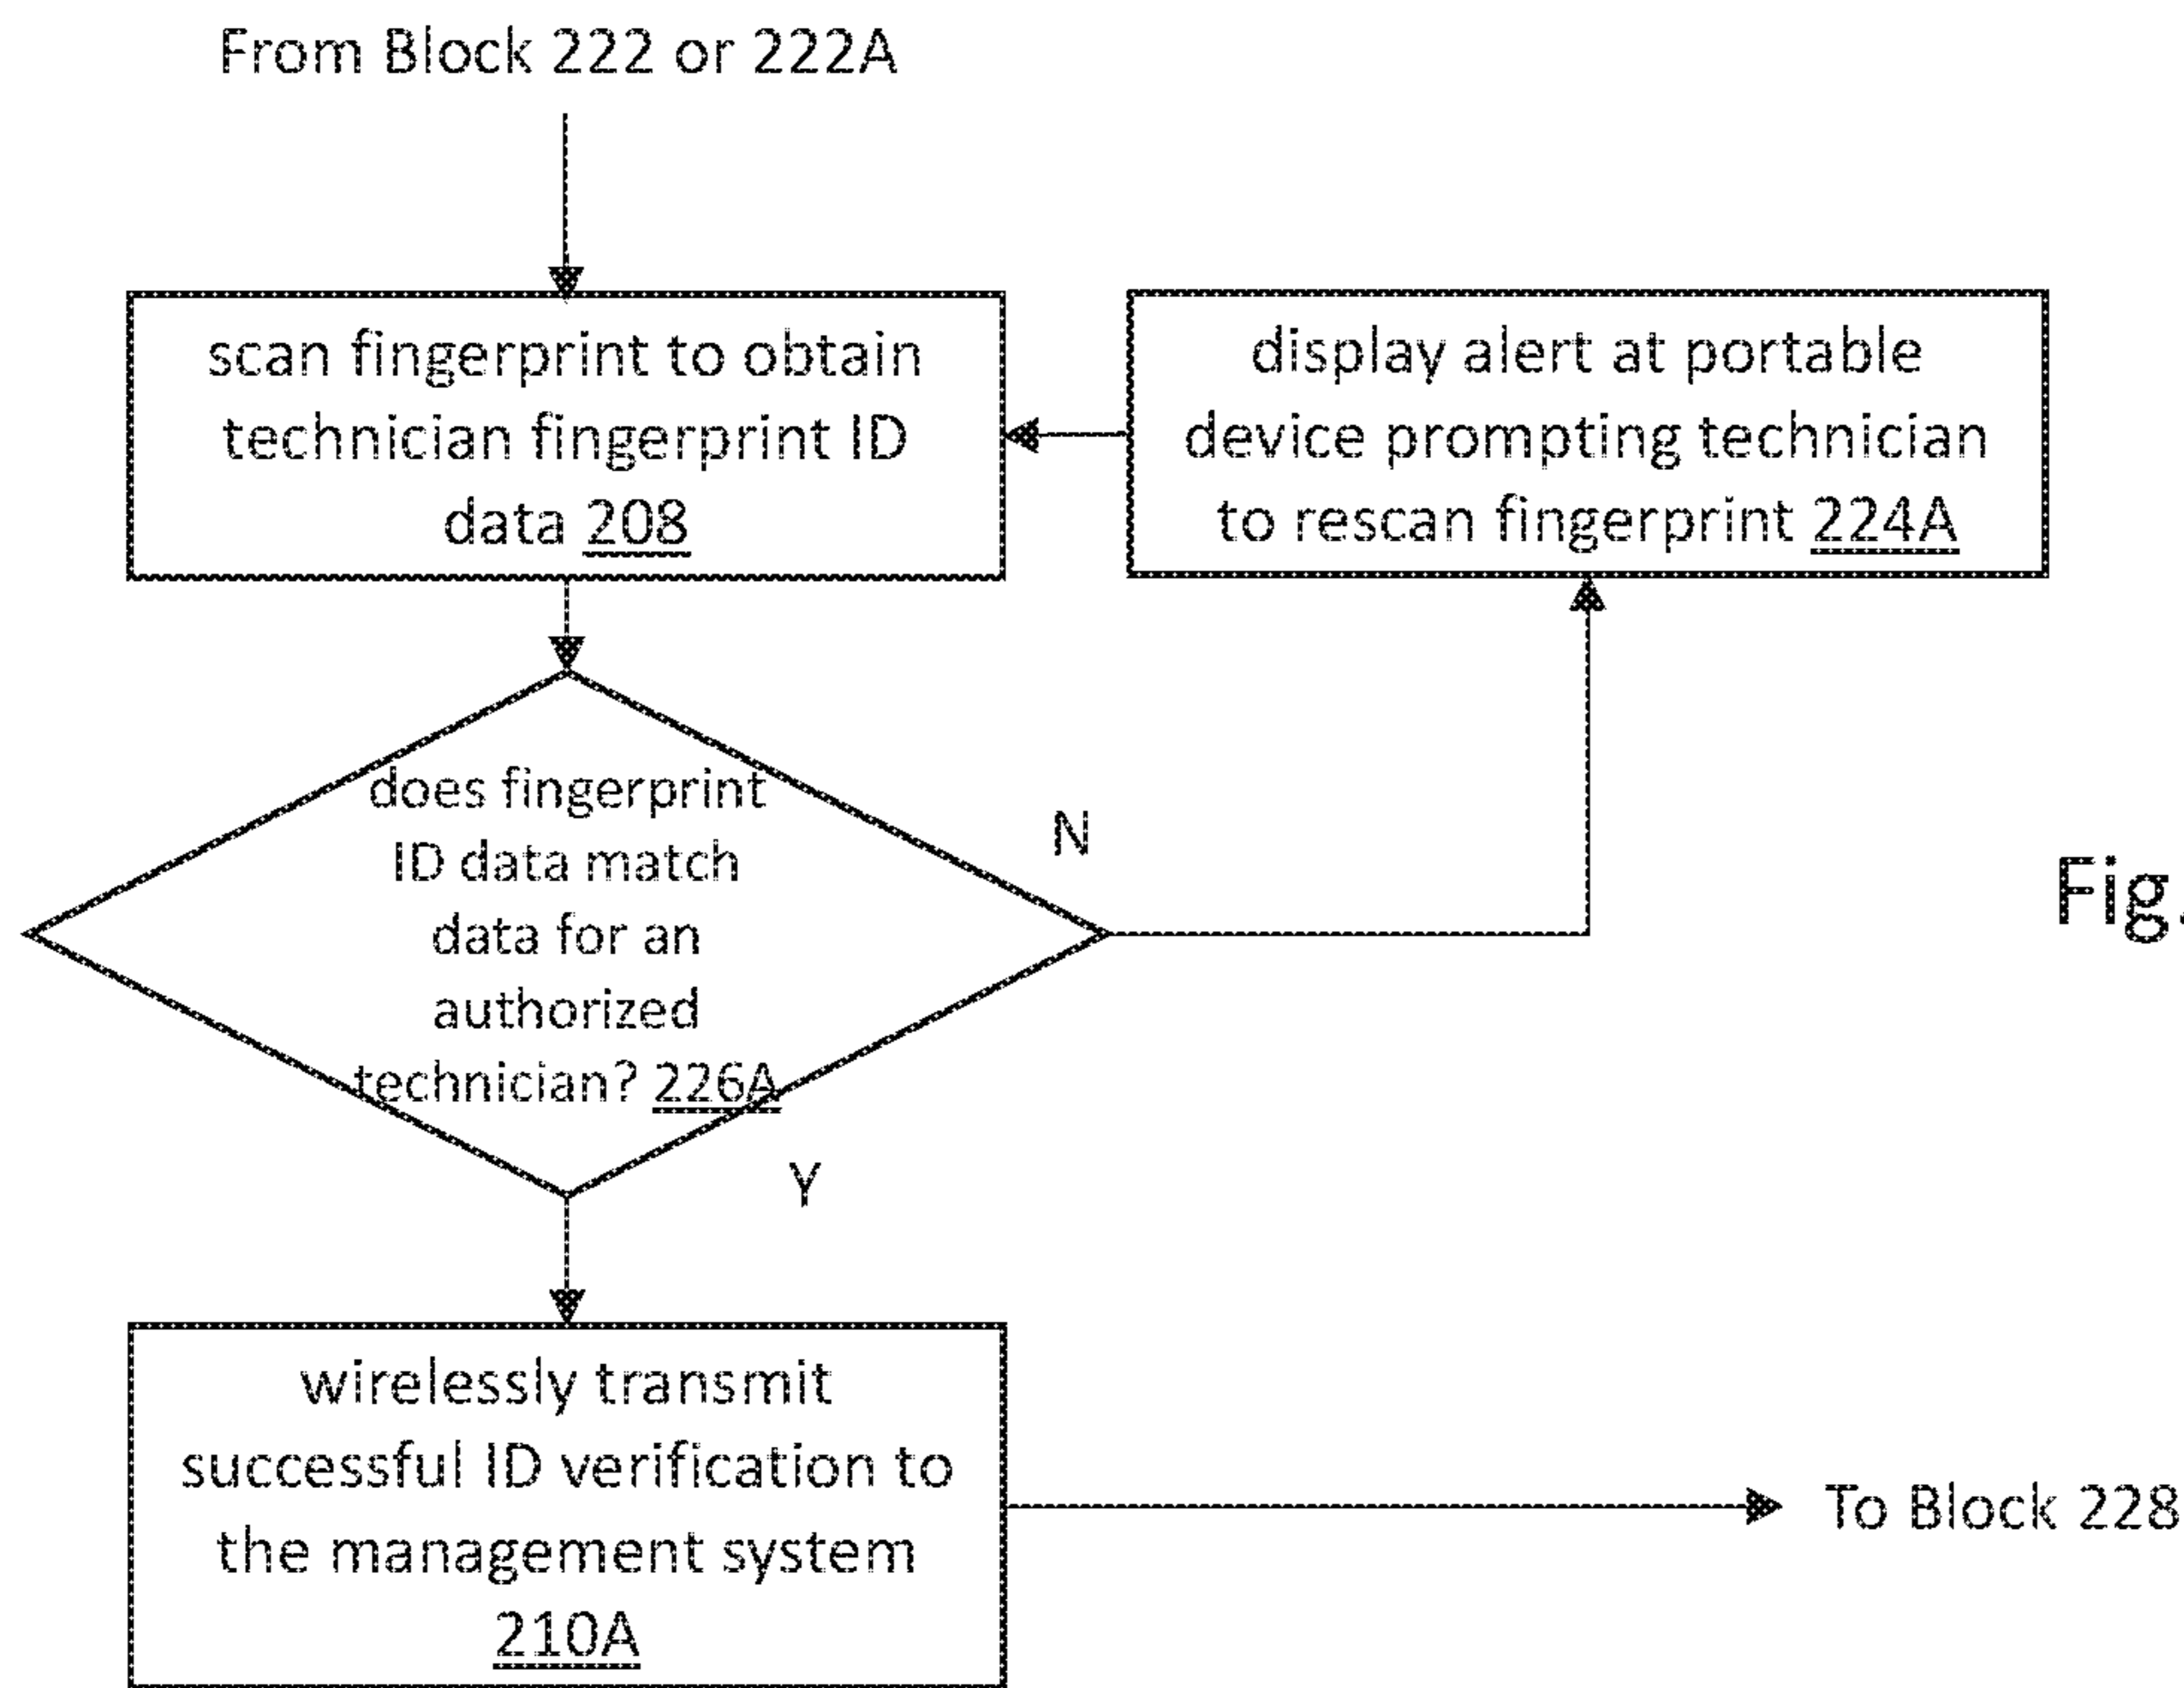 From Block 222 or 222A
scan fingerprint to obtain
technician fingerprint ID
data 208
display alert at portable
device prompting technician
to rescan fingerprint 224A
does fingerprint
ID data match
data for an
authorized
technician? 226A
N
Y
Fig.
wirelessly transmit
successful ID verification to
the management system
210A
To Block 228